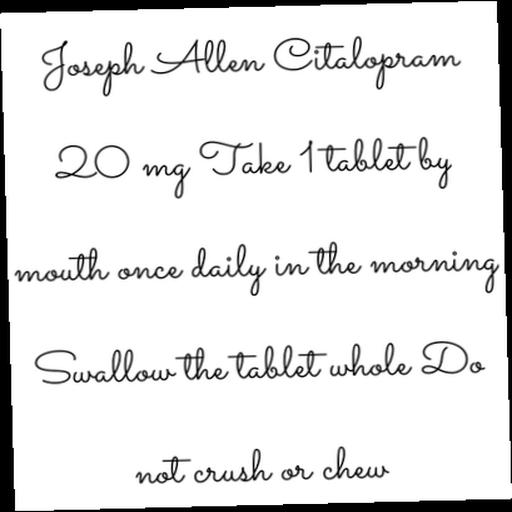 Joseph Allen Citalopram
20 mg Take 1 tablet by
mouth once daily in the morning
Swallow the tablet whole Do
not crush or chew